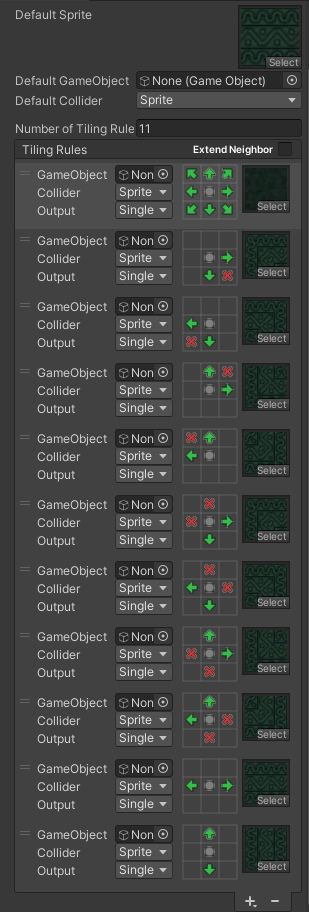 Default Sprite
Select
Default GameObject None (Game Object)
Default Collider Sprite
Number of Tiling Rule 11
Tiling Rules Extend Neighbor
GameObject Non
Collider Sprite
Output Single Select
GameObject Non
Collider Sprite Select
Output Single
GameObject Non
Collider Sprite Select
Output Single
GameObject Non
Collider Sprite Select
Output Single
GameObject Non
Collider Sprite Select
Output Single
GameObject Non
Collider Sprite Select
Output Single
GameObject Non
Collider Sprite Select
Output Single
GameObject Non
Collider Sprite Select
Output Single
GameObject Non
Collider Sprite Select
Output Single
GameObject Non
Collider Sprite Select
Output Single
GameObject Non
Collider Sprite Select
Output Single